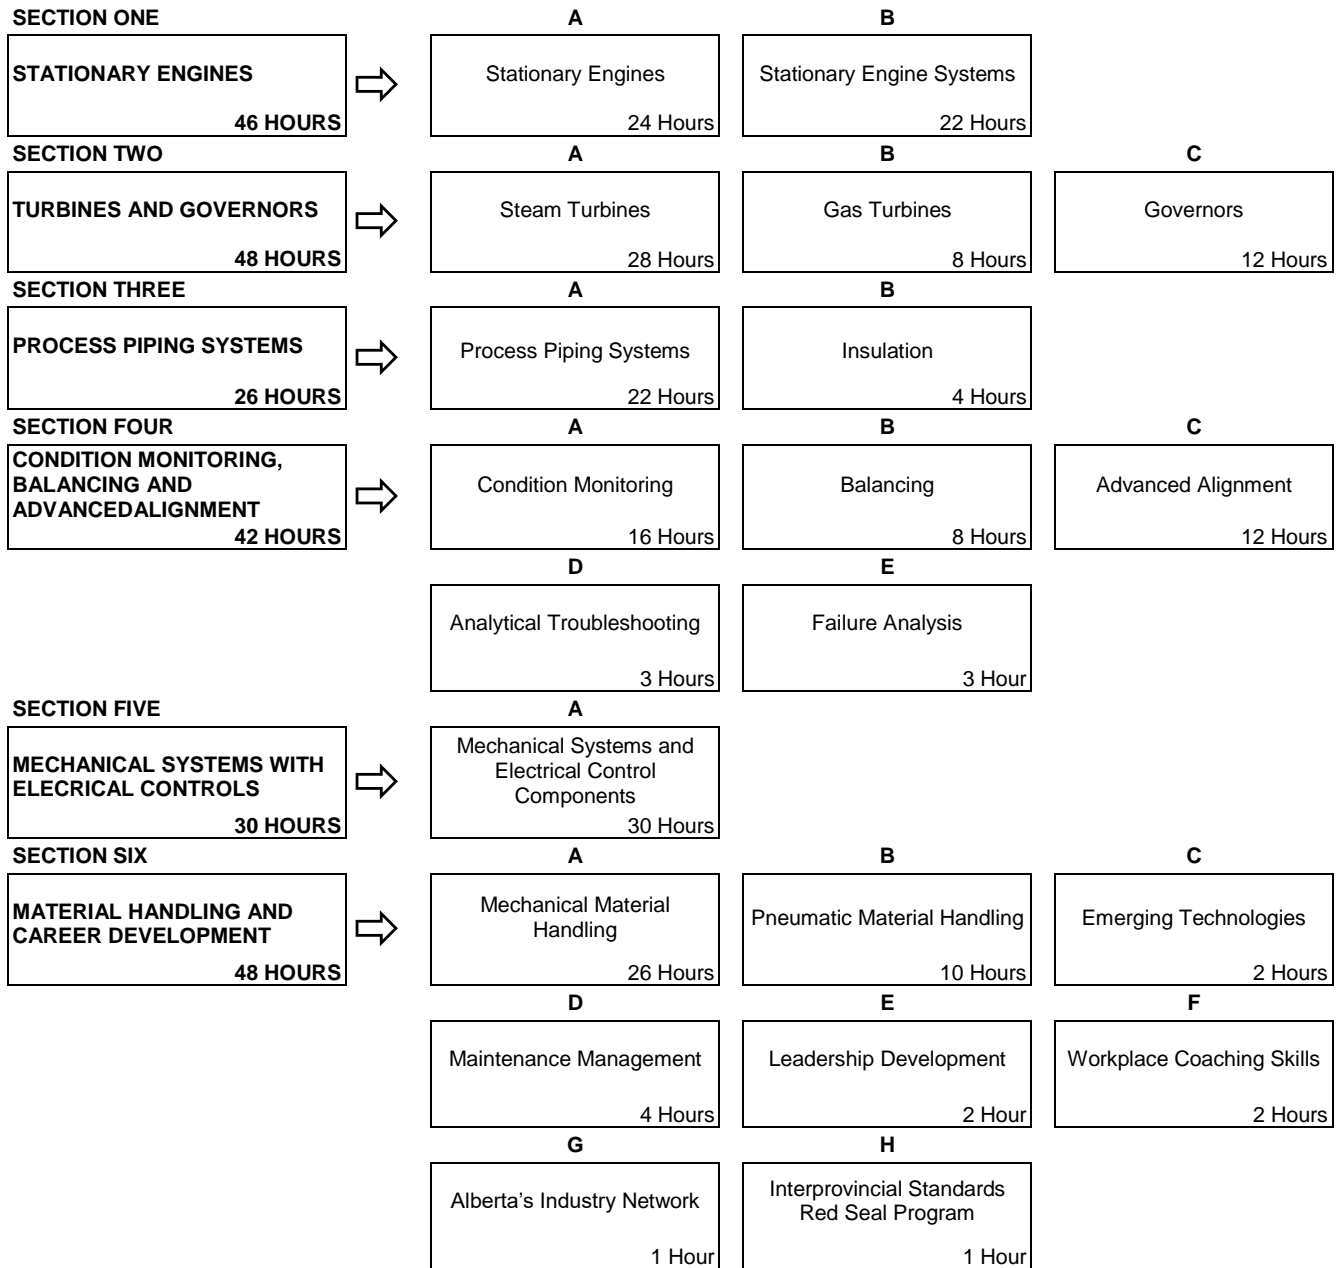 SECTION ONE
A
B
STATIONARY ENGINES
46 HOURS
Stationary Engines
24 Hours
Stationary Engine Systems
22 Hours
SECTION TWO
A
B
C
TURBINES AND GOVERNORS
48 HOURS
Steam Turbines
28 Hours
Gas Turbines
8 Hours
Governors
12 Hours
SECTION THREE
A
B
PROCESS PIPING SYSTEMS
26 HOURS
Process Piping Systems
22 Hours
Insulation
4 Hours
SECTION FOUR
A
B
C
CONDITION MONITORING,
BALANCING AND
ADVANCEDALIGNMENT
42 HOURS
Condition Monitoring
16 Hours
Balancing
8 Hours
Advanced Alignment
12 Hours
D
E
Analytical Troubleshooting
3 Hours
Failure Analysis
3 Hour
SECTION FIVE
A
MECHANICAL SYSTEMS WITH
ELECRICAL CONTROLS
30 HOURS
Mechanical Systems and
Electrical Control
Components
30 Hours
SECTION SIX
A
B
C
MATERIAL HANDLING AND
CAREER DEVELOPMENT
48 HOURS
Mechanical Material
Handling
26 Hours
Pneumatic Material Handling
10 Hours
Emerging Technologies
2 Hours
D
E
F
Maintenance Management
4 Hours
Leadership Development
2 Hour
Workplace Coaching Skills
2 Hours
G
H
Alberta’s Industry Network
1 Hour
Interprovincial Standards
Red Seal Program
1 Hour